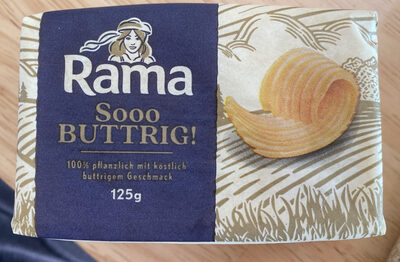 Rama
Sooo
BUTTRIG!
100% pflanzlich mit köstlich
buttrigem Geschmack
125g